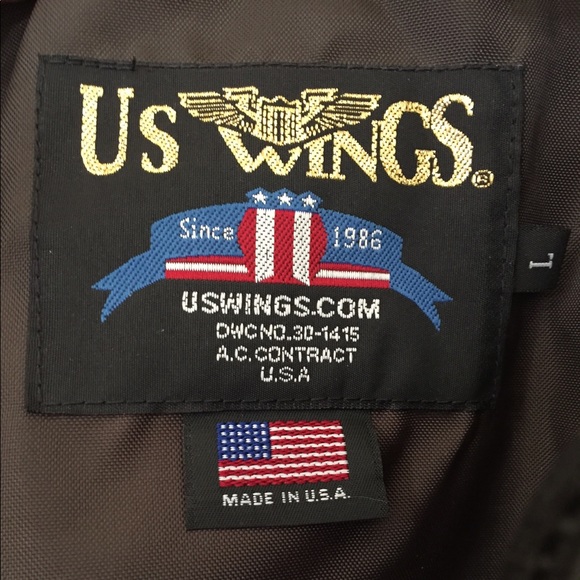 US WINGS®
Since 1986
USWINGS.COM
DWC NO. 30-1415
A.C. CONTRACT
U.S.A
L
MADE IN U.S.A.